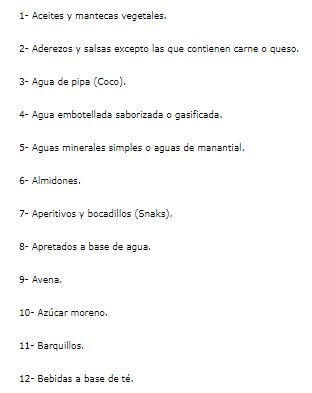 1- Aceites y mantecas vegetales.
2- Aderezos y salsas excepto las que contienen carne o queso.
3- Agua de pipa (Coco).
4- Agua embotellada saborizada o gasificada.
5- Aguas minerales simples o aguas de manantial.
6- Almidones.
7- Aperitivos y bocadillos (Snaks).
8- Apretados a base de agua.
9- Avena.
10- Azúcar moreno.
11- Barquillos.
12- Bebidas a base de té.